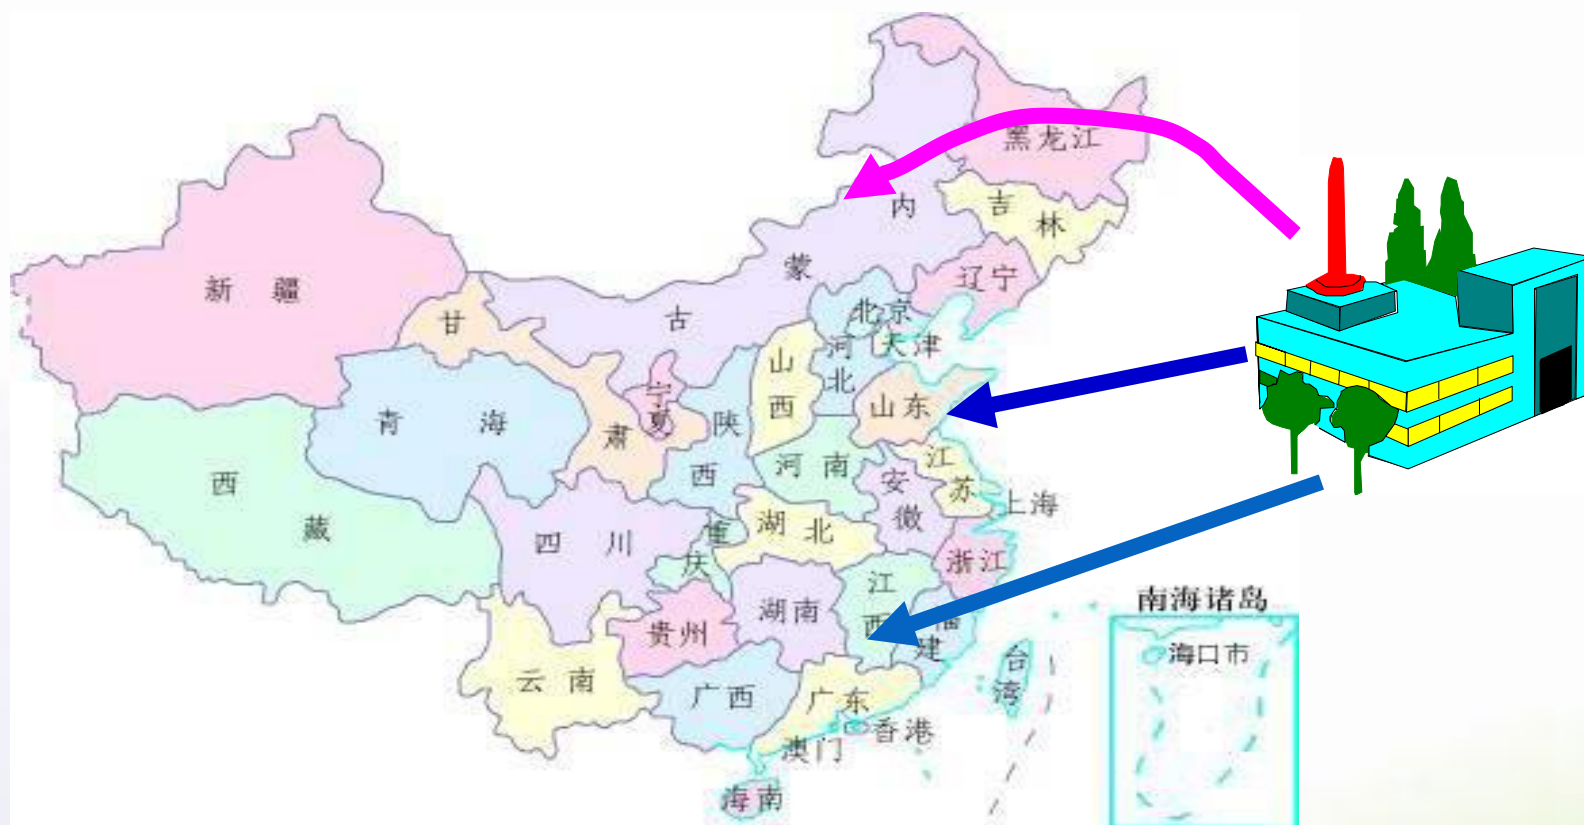 黑龙江
内
吉
林
蒙
辽宁
新疆
古
甘
北京
天津
河
北
山
西
宁
夏
山东
青海
陕
肃
西
河南
江
苏
安
徽
西
藏
上海
四川
重
庆
湖北
浙江
江
西
湖南
福
建
贵州
南海诸岛
海口市
云南
广西
广东
台
湾
香港
澳门
海南